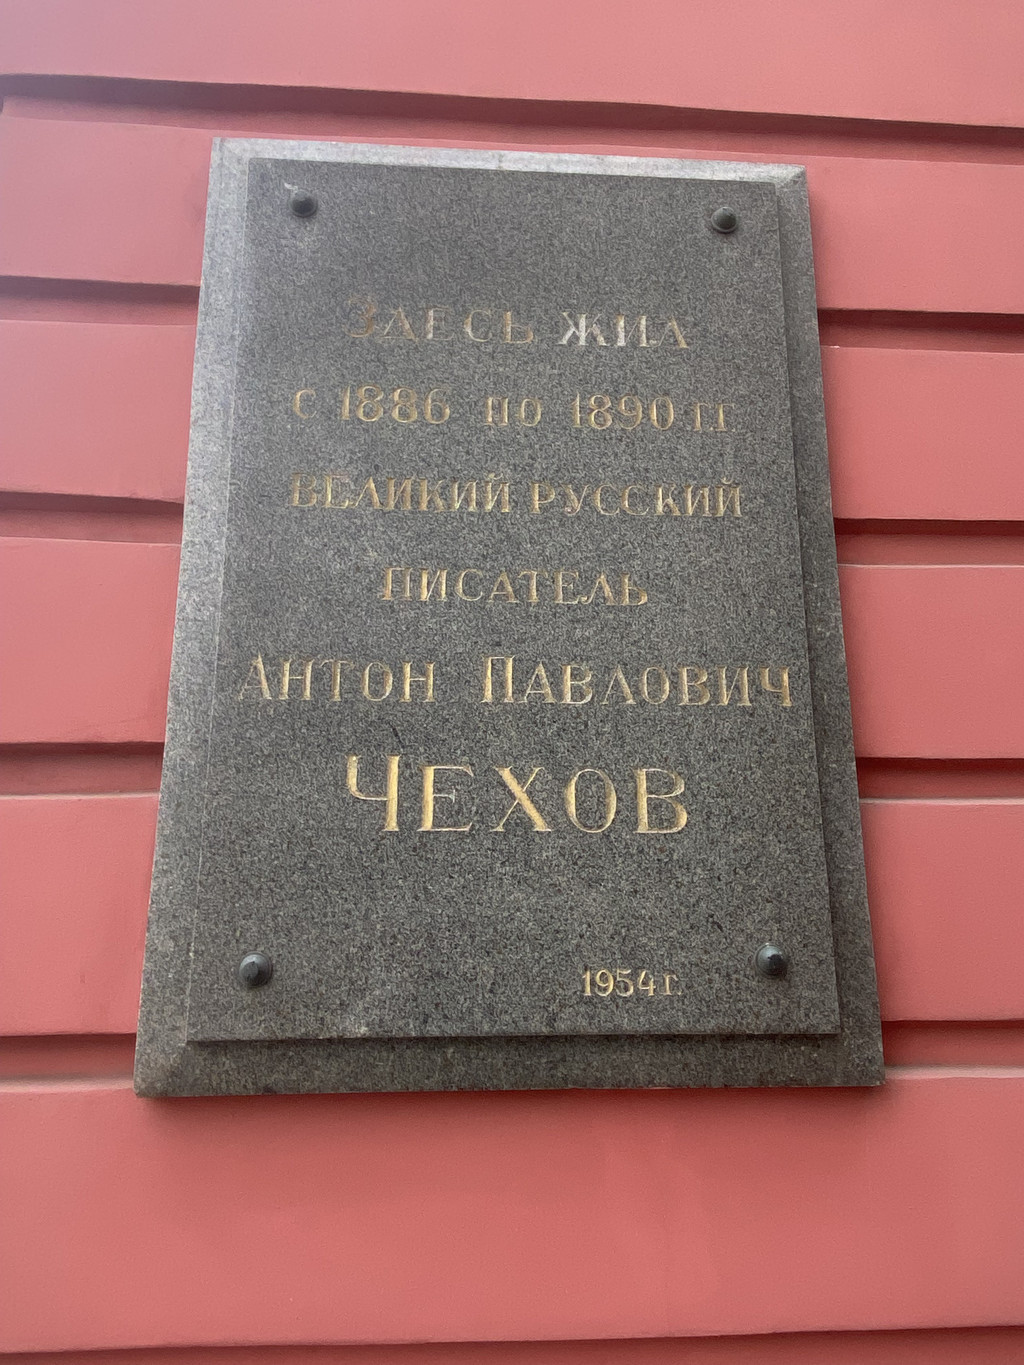 Здесь жил
с 1886 по 1890 гг.
великий русский
писатель
Антон Павлович
Чехов
1954 г.